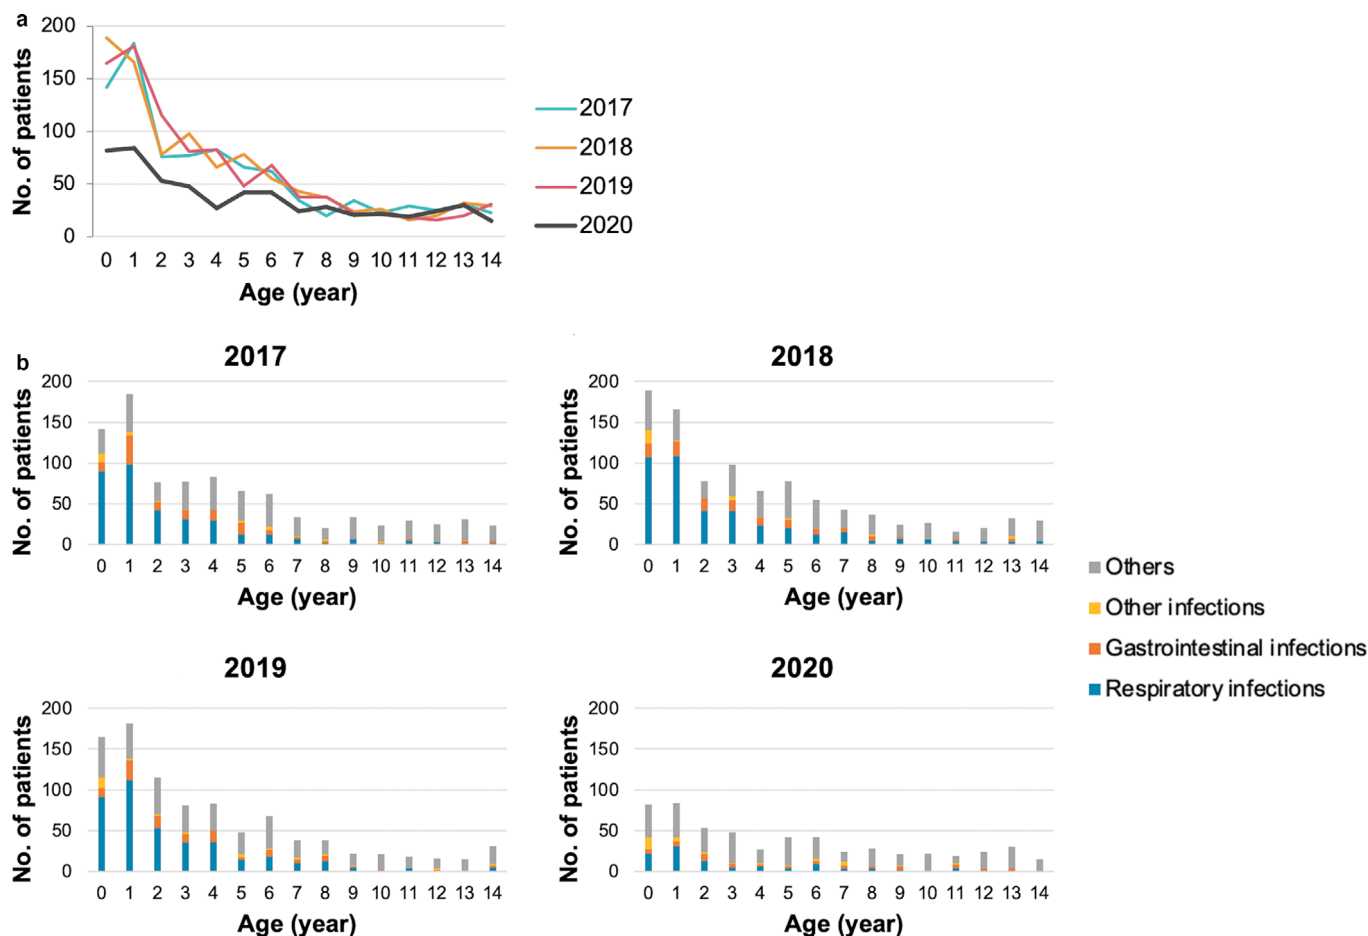 a
No. of patients
200
150
100
50
0
0 1 2 3 4 5 6 7 8 9 10 11 12 13 14
Age (year)
2017
2018
2019
2020
b
2017
No. of patients
200
150
100
50
0
0 1 2 3 4 5 6 7 8 9 10 11 12 13 14
Age (year)
2018
No. of patients
200
150
100
50
0
0 1 2 3 4 5 6 7 8 9 10 11 12 13 14
Age (year)
2019
No. of patients
200
150
100
50
0
0 1 2 3 4 5 6 7 8 9 10 11 12 13 14
Age (year)
2020
No. of patients
200
150
100
50
0
0 1 2 3 4 5 6 7 8 9 10 11 12 13 14
Age (year)
Others
Other infections
Gastrointestinal infections
Respiratory infections